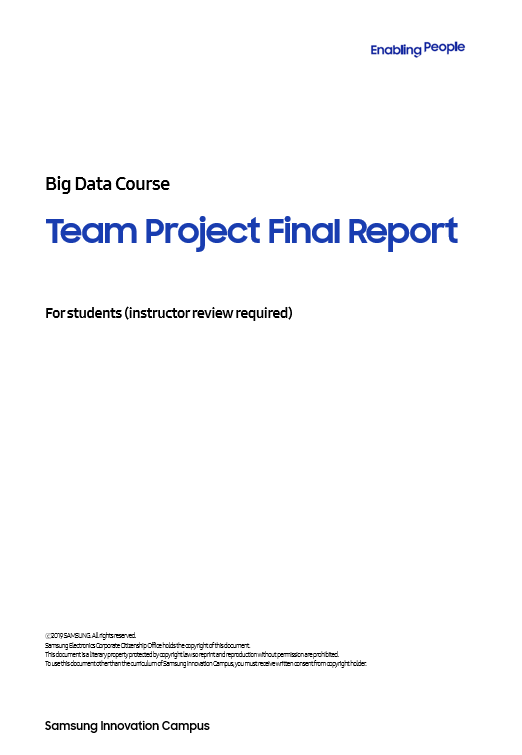 Enabling People
Big Data Course
Team Project Final Report
For students (instructor review required)
ⓒ2019 SAMSUNG. All rights reserved.
Samsung Electronics Corporate Citizenship Office holds the copyright of this document.
This document is a literary property protected by copyright law so reprint and reproduction without permission are prohibited.
To use this document other than the curriculum of Samsung Innovation Campus, you must receive written consent from copyright holder.
Samsung Innovation Campus